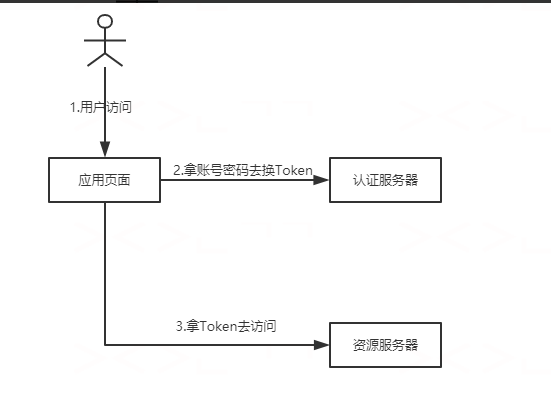 1.用户访问
2.拿账号密码去换Token
应用页面
认证服务器
3.拿Token去访问
资源服务器